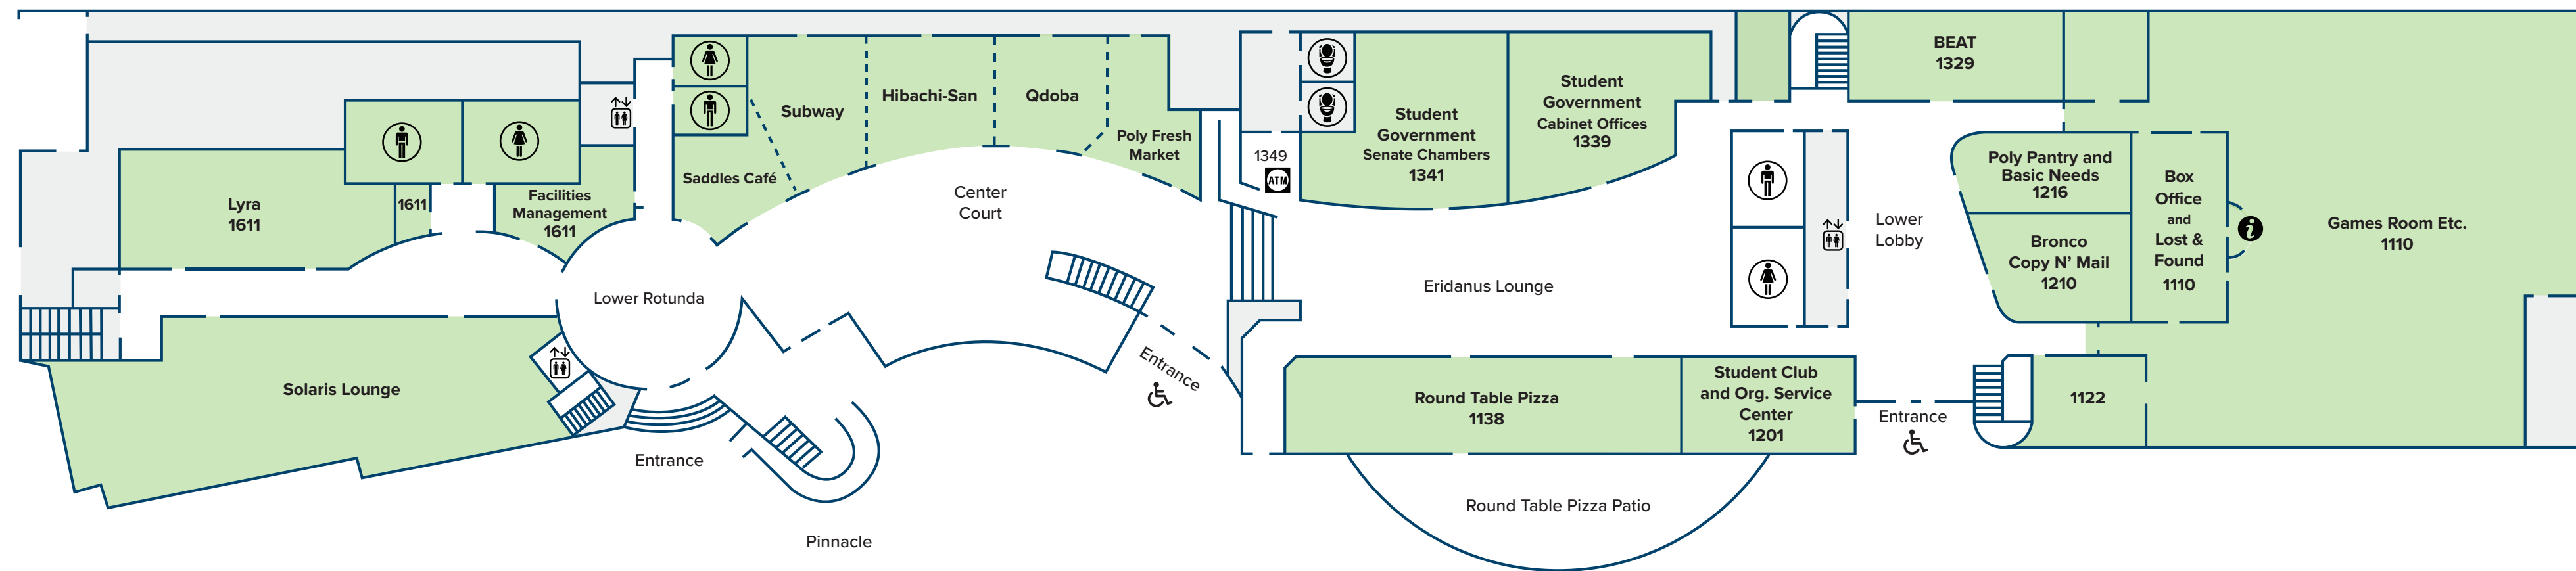 Lyra
1611
1611
Facilities
Management
1611
Solaris Lounge
Lower Rotunda
Entrance
Pinnacle
Saddles Café
Subway
Hibachi-San
Qdoba
Poly Fresh
Market
Center
Court
Entrance
1349
ATM
Student
Government
Senate Chambers
1341
Student
Government
Cabinet Offices
1339
Eridanus Lounge
Round Table Pizza
1138
Student Club
and Org. Service
Center
1201
Round Table Pizza Patio
BEAT
1329
Lower
Lobby
Entrance
Poly Pantry and
Basic Needs
1216
Bronco
Copy N’ Mail
1210
Box
Office
and
Lost &
Found
1110
i
1122
Games Room Etc.
1110